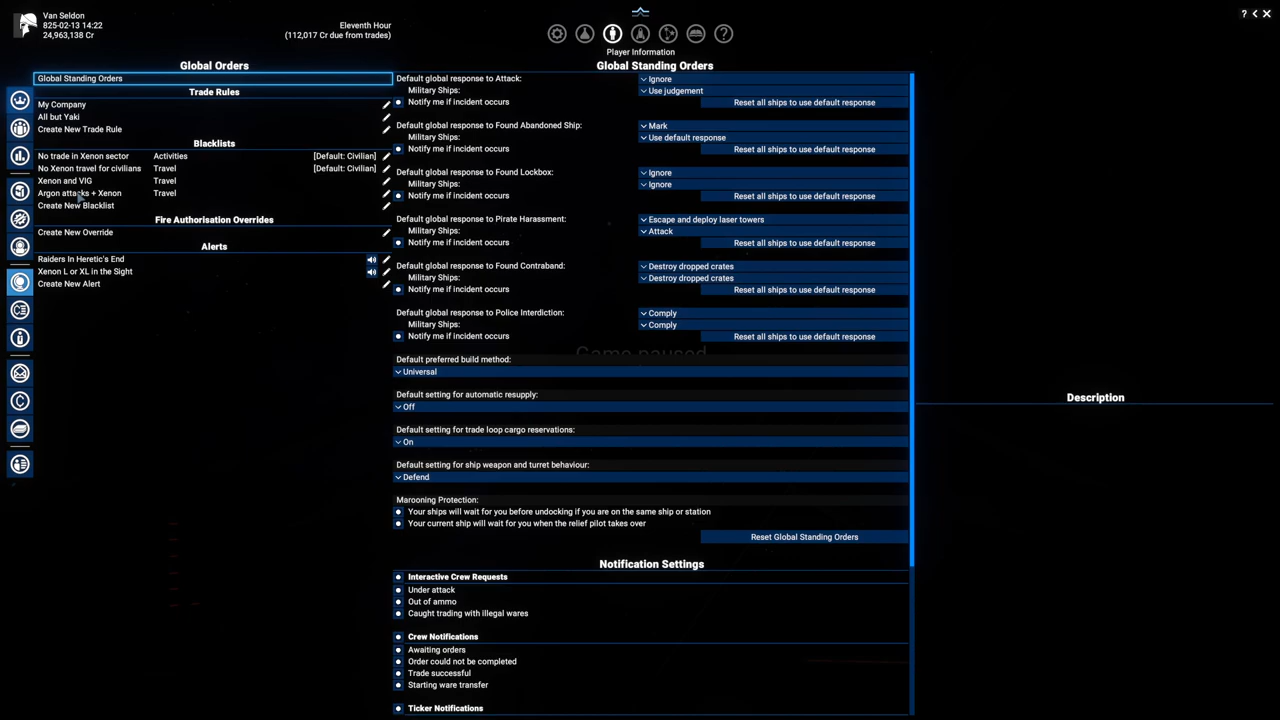 Van Seldon
825-02-13 14:22
24,963,138 Cr
Eleventh Hour
(112,017 Cr due from trades)
?
Player Information
Global Orders
Global Standing Orders
Trade Rules
My Company
All but Yaki
Create New Trade Rule
Blacklists
No trade in Xenon sector Activities [Default: Civilian]
No Xenon travel for civilians Travel [Default: Civilian]
Xenon and VIG Travel
Argon attacks + Xenon Travel
Create New Blacklist
Fire Authorisation Overrides
Create New Override
Alerts
Raiders In Heretic's End
Xenon L or XL in the Sight
Create New Alert
Global Standing Orders
Default global response to Attack: Ignore
Military Ships: Use judgement
Notify me if incident occurs Reset all ships to use default response
Default global response to Found Abandoned Ship: Mark
Military Ships: Use default response
Notify me if incident occurs Reset all ships to use default response
Default global response to Found Lockbox: Ignore
Military Ships: Ignore
Notify me if incident occurs Reset all ships to use default response
Default global response to Pirate Harassment: Escape and deploy laser towers
Military Ships: Attack
Notify me if incident occurs Reset all ships to use default response
Default global response to Found Contraband: Destroy dropped crates
Military Ships: Destroy dropped crates
Notify me if incident occurs Reset all ships to use default response
Default global response to Police Interdiction: Comply
Military Ships: Comply
Notify me if incident occurs Reset all ships to use default response
Game paused
Default preferred build method:
Universal
Default setting for automatic resupply:
Off
Default setting for trade loop cargo reservations:
On
Default setting for ship weapon and turret behaviour:
Defend
Marooning Protection:
Your ships will wait for you before undocking if you are on the same ship or station
Your current ship will wait for you when the relief pilot takes over
Reset Global Standing Orders
Notification Settings
Interactive Crew Requests
Under attack
Out of ammo
Caught trading with illegal wares
Crew Notifications
Awaiting orders
Order could not be completed
Trade successful
Starting ware transfer
Ticker Notifications
Description